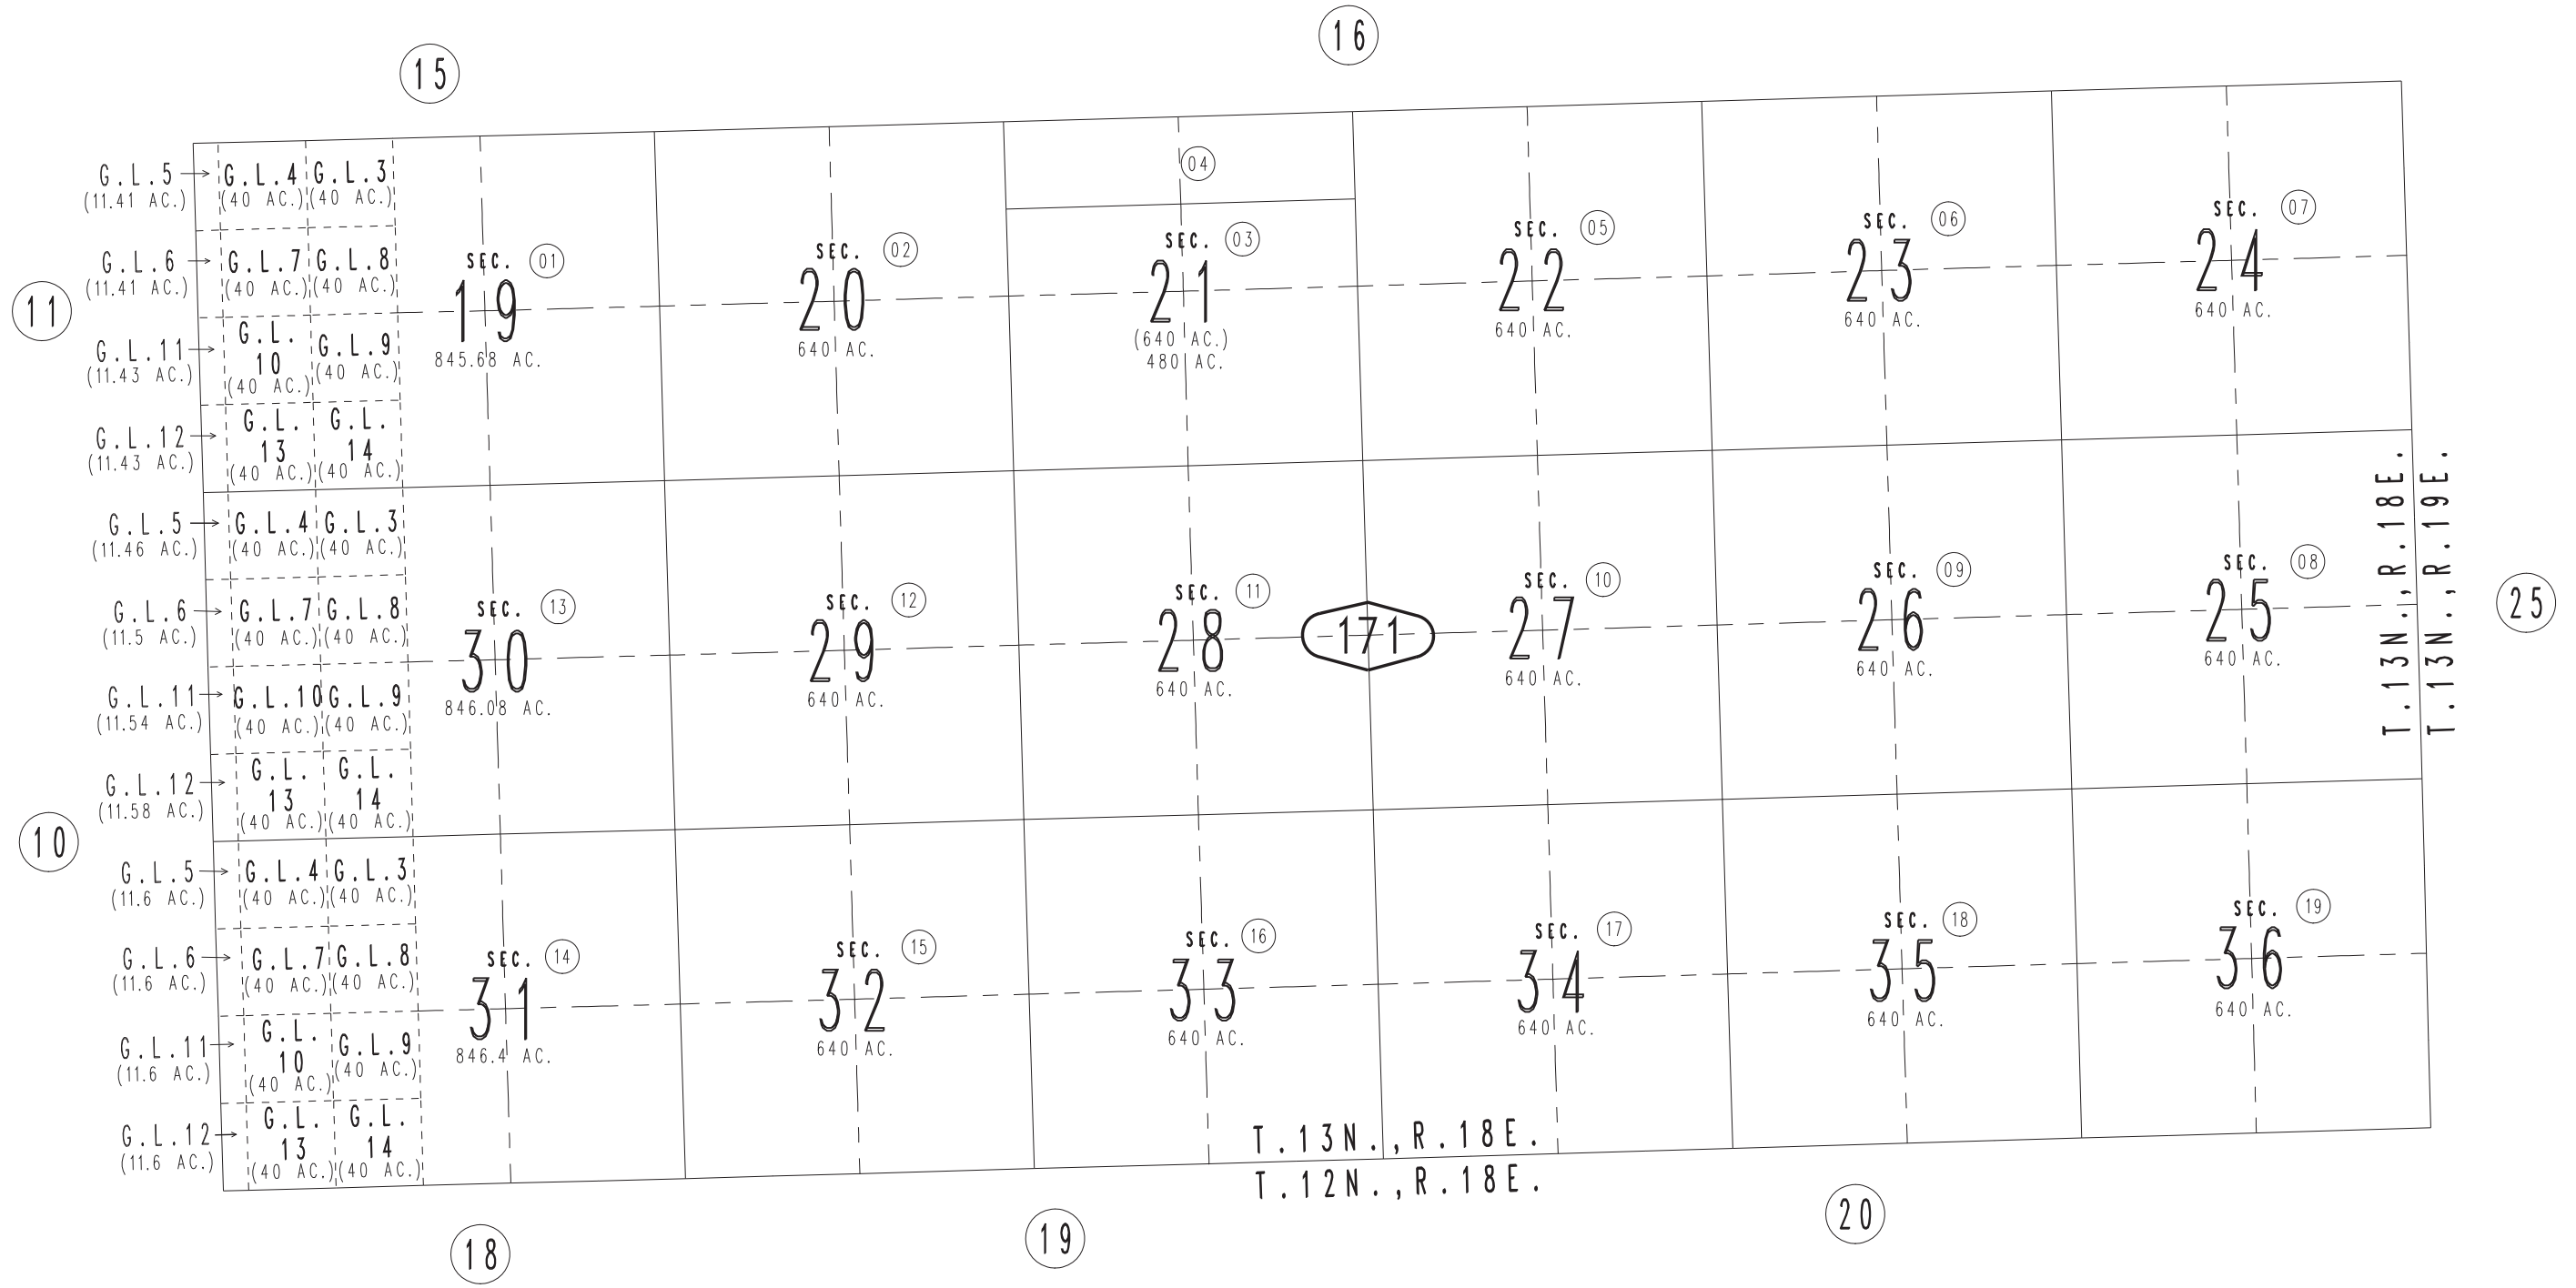 16
15
G.L.5
(11.41 AC.)
G.L.4
(40 AC.)
G.L.3
(40 AC.)
G.L.6
(11.41 AC.)
G.L.7
(40 AC.)
G.L.8
(40 AC.)
11
G.L.11
(11.43 AC.)
G.L.
10
(40 AC.)
G.L.9
(40 AC.)
G.L.12
(11.43 AC.)
G.L.
13
(40 AC.)
G.L.
14
(40 AC.)
SEC. 01
19
845.68 AC.
SEC. 02
20
640 AC.
04
SEC. 03
21
(640 AC.)
480 AC.
SEC. 05
22
640 AC.
SEC. 06
23
640 AC.
SEC. 07
24
640 AC.
G.L.5
(11.46 AC.)
G.L.4
(40 AC.)
G.L.3
(40 AC.)
G.L.6
(11.5 AC.)
G.L.7
(40 AC.)
G.L.8
(40 AC.)
G.L.11
(11.54 AC.)
G.L.10
(40 AC.)
G.L.9
(40 AC.)
G.L.12
(11.58 AC.)
G.L.
13
(40 AC.)
G.L.
14
(40 AC.)
SEC. 13
30
846.08 AC.
SEC. 12
29
640 AC.
SEC. 11
28
640 AC.
171
SEC. 10
27
640 AC.
SEC. 09
26
640 AC.
SEC. 08
25
640 AC.
T.13N.,R.18E.
T.13N.,R.19E.
25
10
G.L.5
(11.6 AC.)
G.L.4
(40 AC.)
G.L.3
(40 AC.)
G.L.6
(11.6 AC.)
G.L.7
(40 AC.)
G.L.8
(40 AC.)
G.L.11
(11.6 AC.)
G.L.
10
(40 AC.)
G.L.9
(40 AC.)
G.L.12
(11.6 AC.)
G.L.
13
(40 AC.)
G.L.
14
(40 AC.)
SEC. 14
31
846.4 AC.
SEC. 15
32
640 AC.
SEC. 16
33
640 AC.
SEC. 17
34
640 AC.
SEC. 18
35
640 AC.
SEC. 19
36
640 AC.
T.13N.,R.18E.
T.12N.,R.18E.
18
19
20